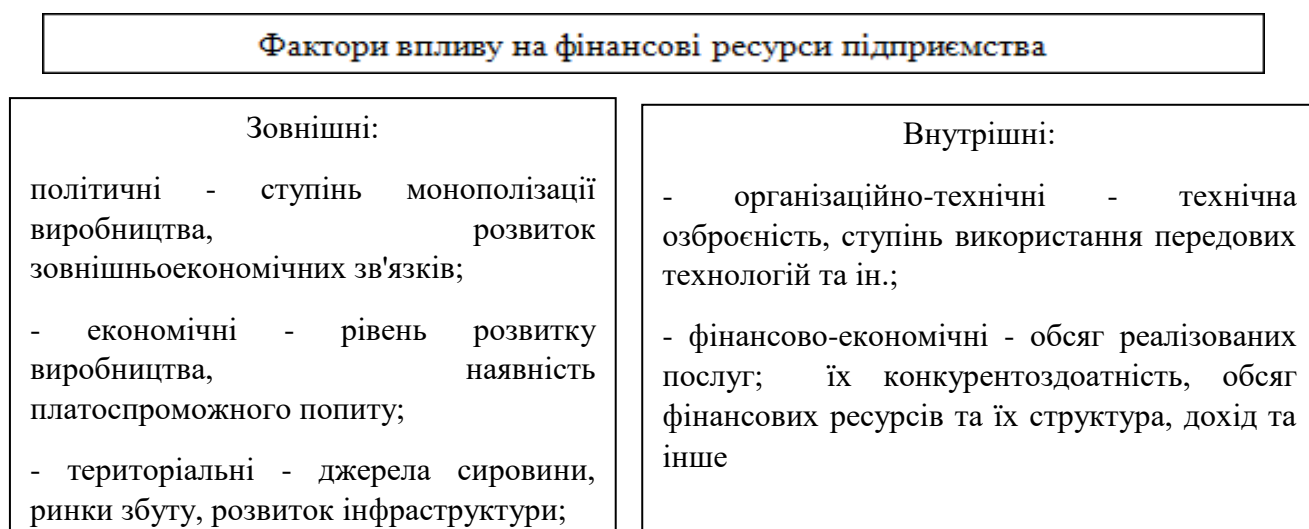 Фактори впливу на фінансові ресурси підприємства
Зовнішні:
політичні - ступінь монополізації
виробництва, розвиток
зовнішньоекономічних зв'язків;
- економічні - рівень розвитку
виробництва, наявність
платоспроможного попиту;
- територіальні - джерела сировини,
ринки збуту, розвиток інфраструктури;
Внутрішні:
- організаційно-технічні - технічна
озброєність, ступінь використання передових
технологій та ін.;
- фінансово-економічні - обсяг реалізованих
послуг; їх конкурентоздоатність, обсяг
фінансових ресурсів та їх структура, дохід та
інше